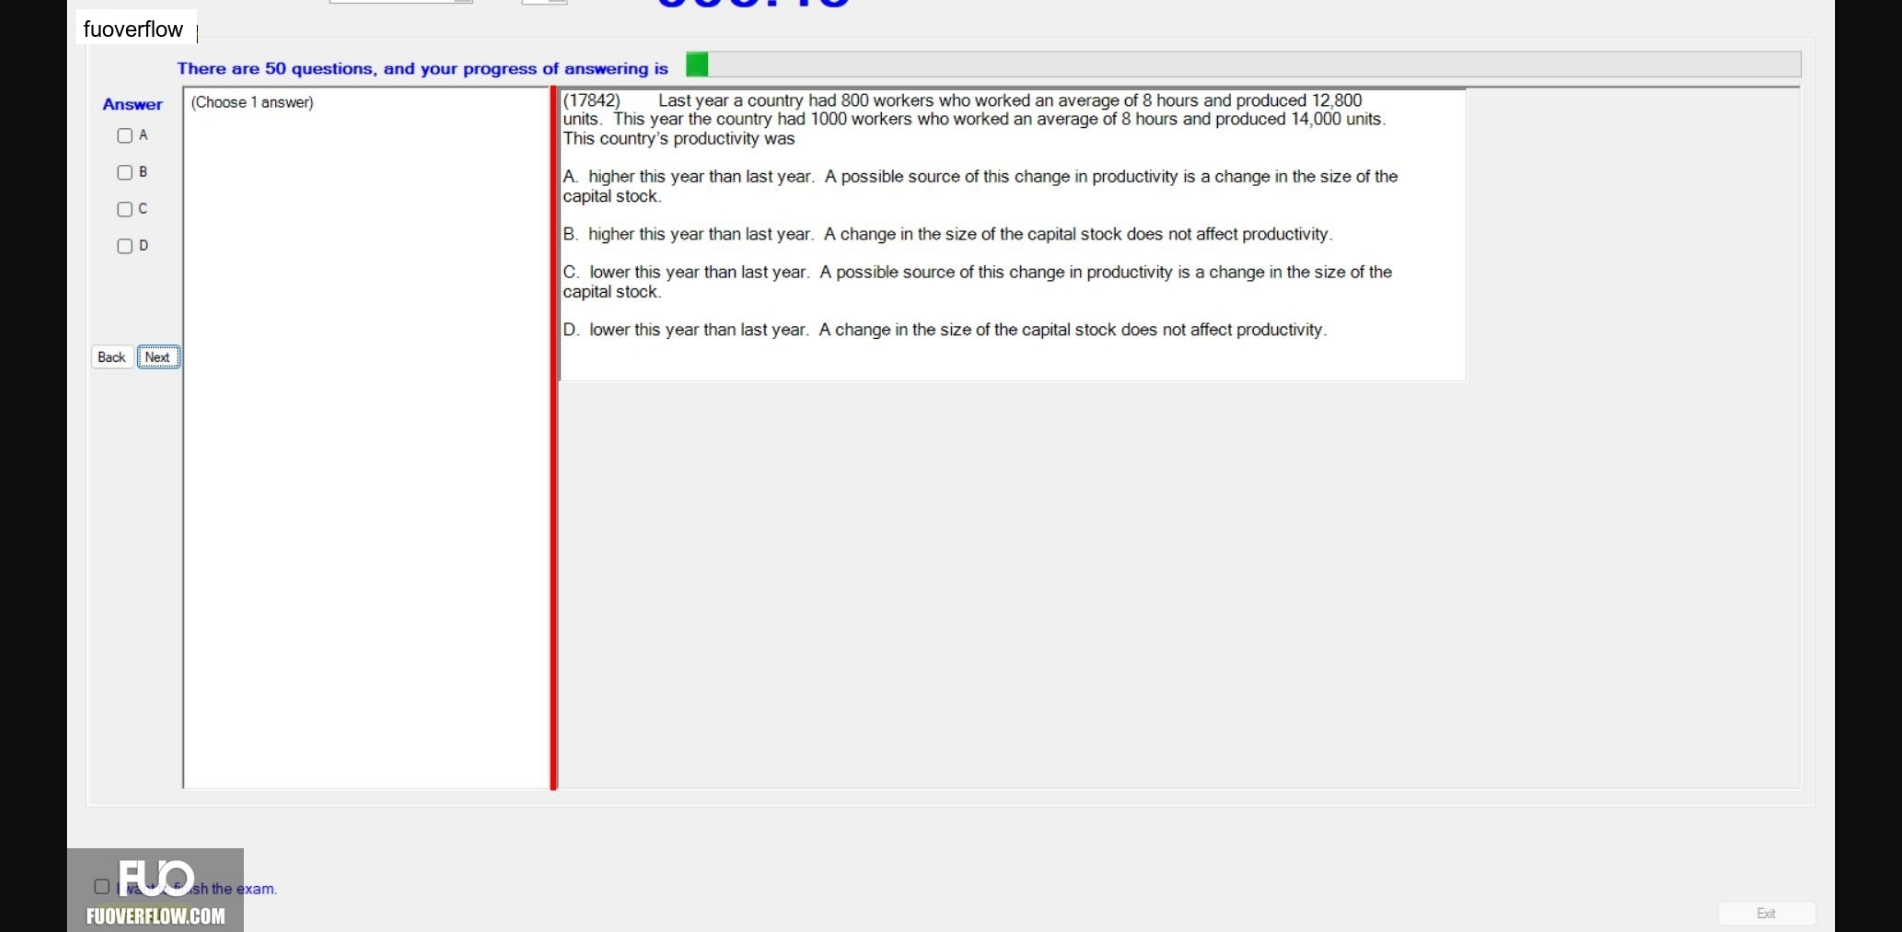 fuoverflow
There are 50 questions, and your progress of answering is
Answer
(Choose 1 answer)
A
B
C
D
Back Next
(17842) Last year a country had 800 workers who worked an average of 8 hours and produced 12,800
units. This year the country had 1000 workers who worked an average of 8 hours and produced 14,000 units.
This country's productivity was
A. higher this year than last year. A possible source of this change in productivity is a change in the size of the
capital stock.
B. higher this year than last year. A change in the size of the capital stock does not affect productivity.
C. lower this year than last year. A possible source of this change in productivity is a change in the size of the
capital stock.
D. lower this year than last year. A change in the size of the capital stock does not affect productivity.
FUO
I want finish the exam.
FUOVERFLOW.COM
Exit